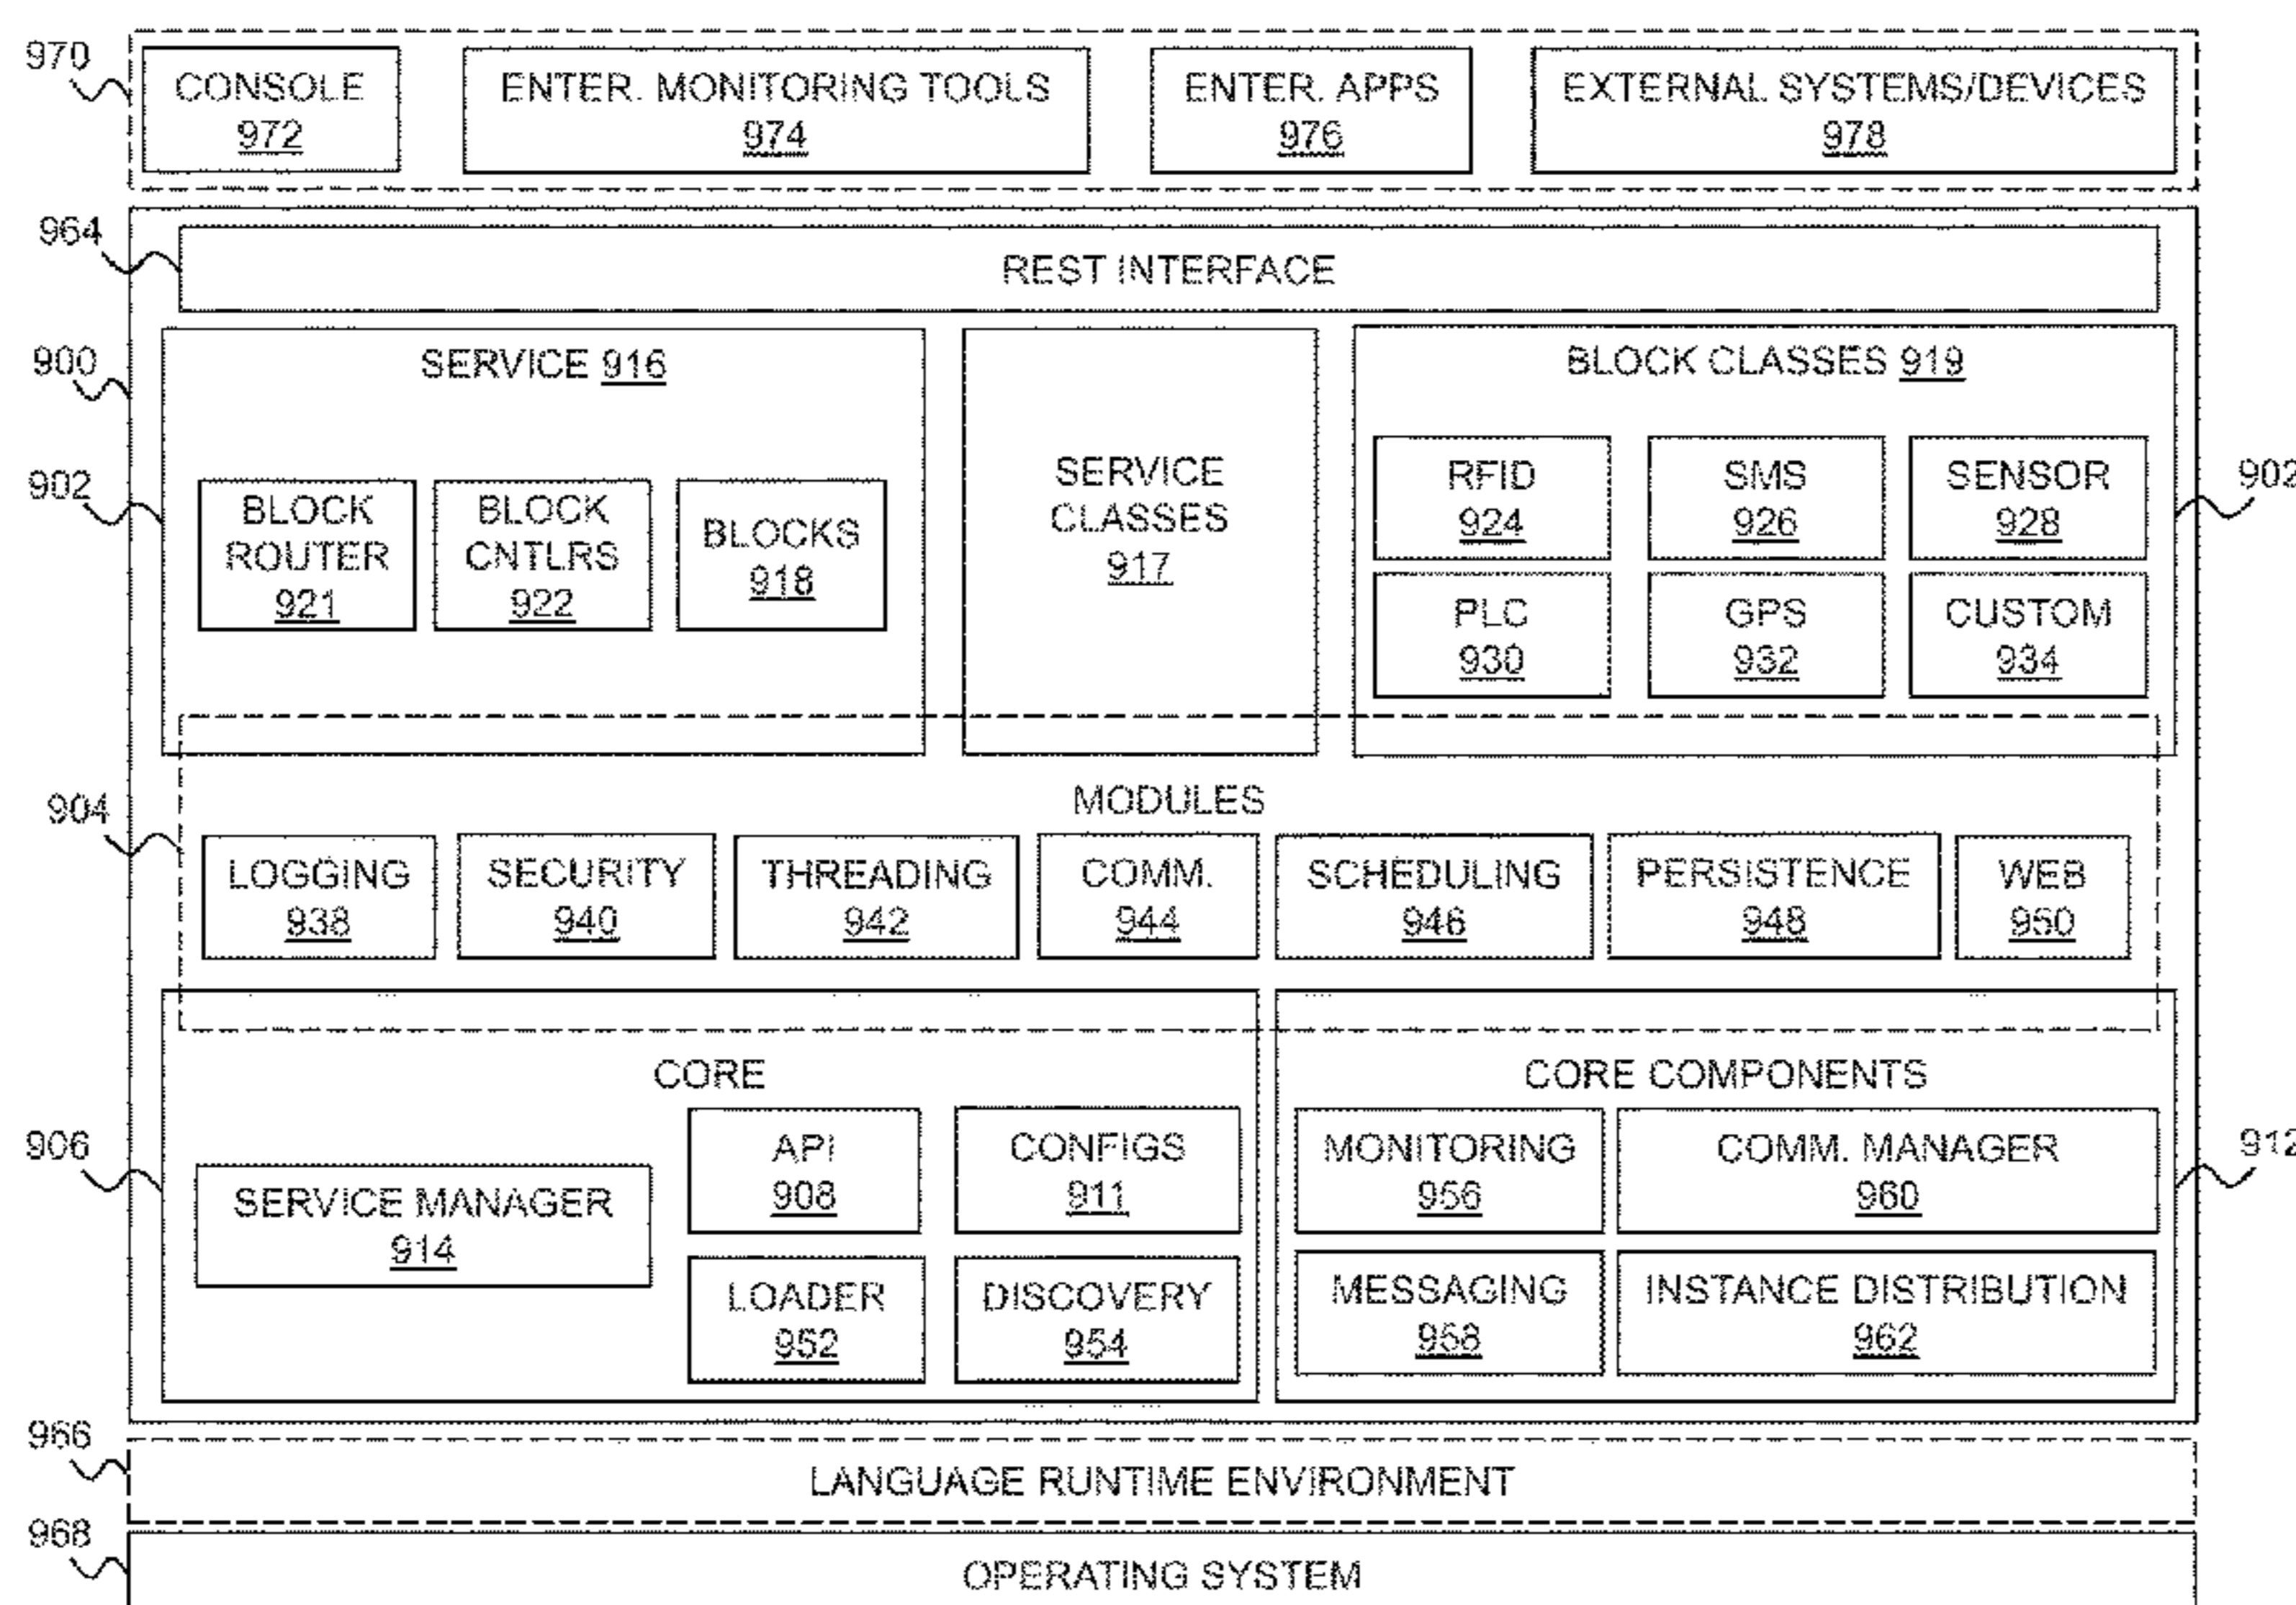 970
CONSOLE
972
ENTER. MONITORING TOOLS
974
ENTER. APPS
976
EXTERNAL SYSTEMS/DEVICES
978
964
REST INTERFACE
900
SERVICE 916
902
BLOCK
ROUTER
921
BLOCK
CNTLRS
922
BLOCKS
918
SERVICE
CLASSES
917
BLOCK CLASSES 919
RFID
924
SMS
926
SENSOR
928
902
PLC
930
GPS
932
CUSTOM
934
904
MODULES
LOGGING
938
SECURITY
940
THREADING
942
COMM.
944
SCHEDULING
946
PERSISTENCE
948
WEB
950
906
CORE
SERVICE MANAGER
914
API
908
CONFIGS
911
LOADER
952
DISCOVERY
954
CORE COMPONENTS
912
MONITORING
956
COMM. MANAGER
960
MESSAGING
958
INSTANCE DISTRIBUTION
962
966
LANGUAGE RUNTIME ENVIRONMENT
968
OPERATING SYSTEM